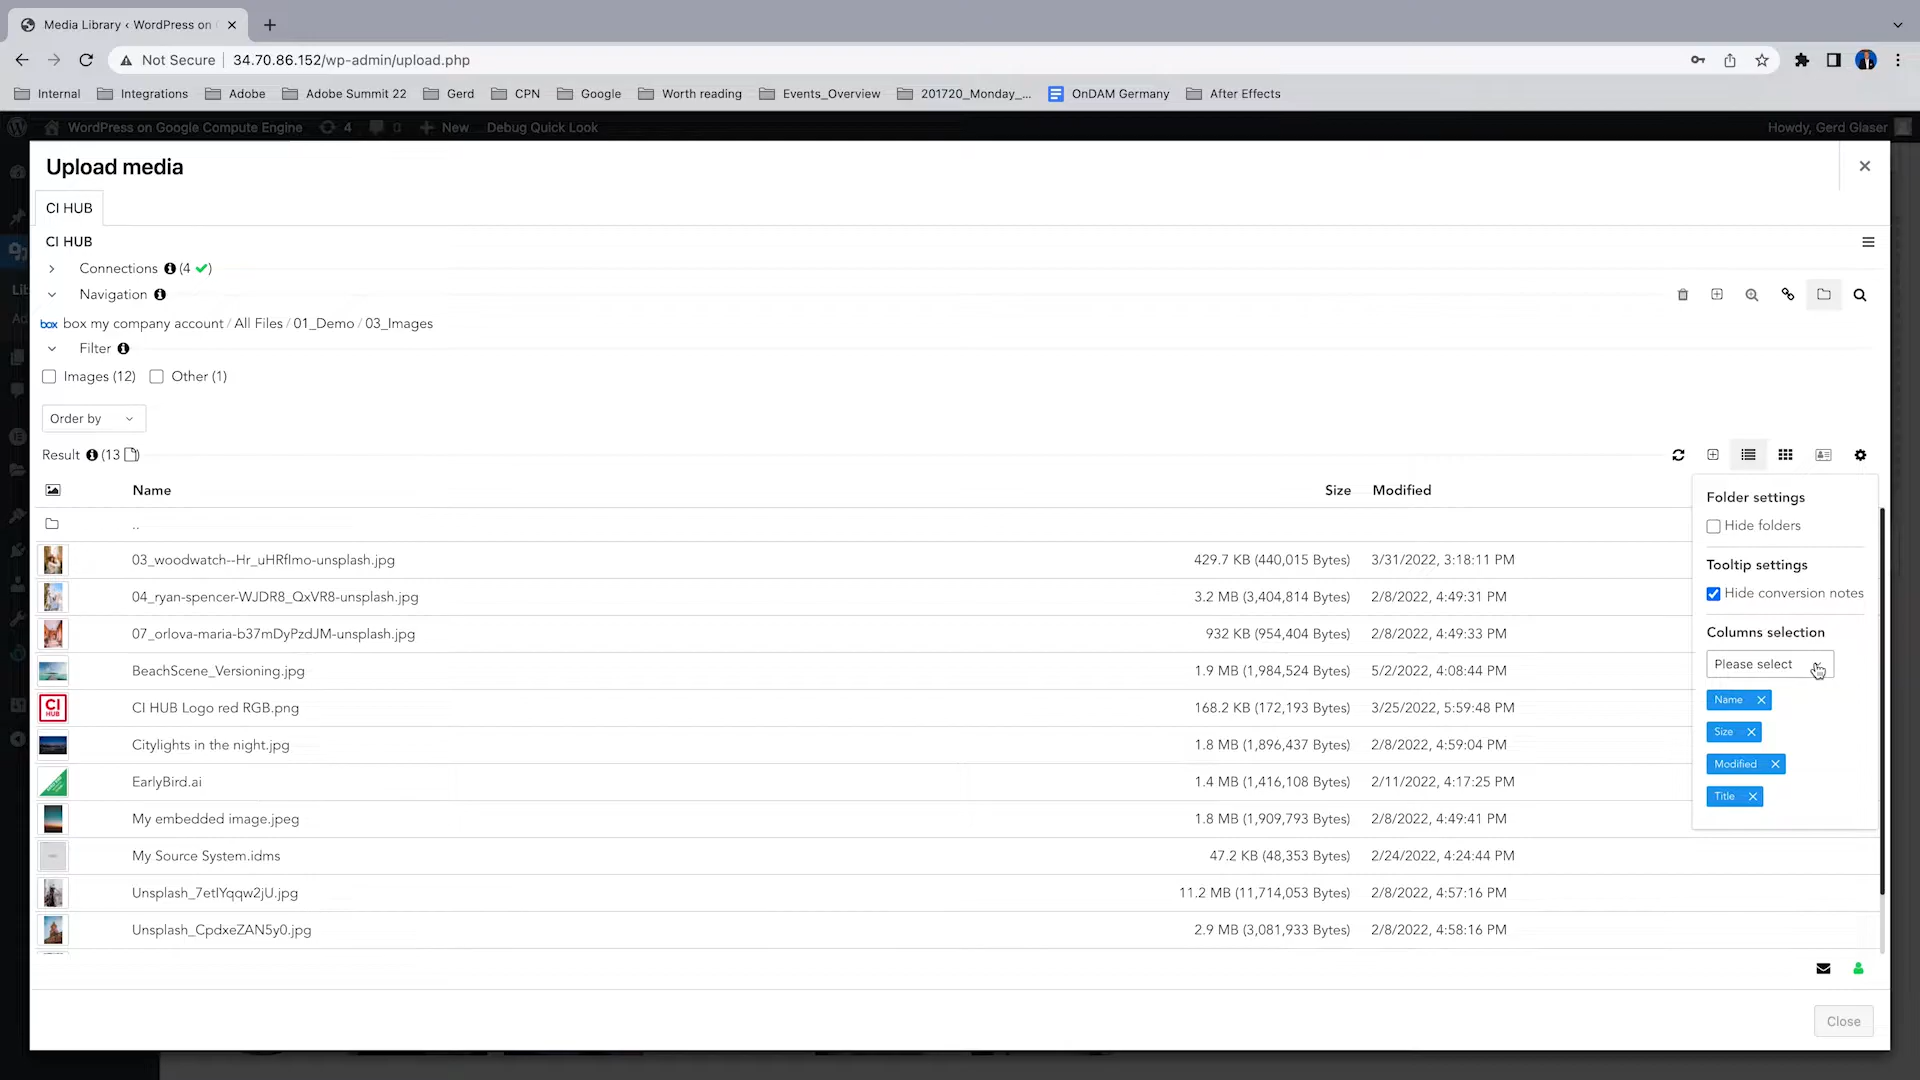 Media Library ‹ WordPress on
Not Secure 34.70.86.152/wp-admin/upload.php
Internal Integrations Adobe Adobe Summit 22 Gerd CPN Google Worth reading Events_Overview 201720_Monday_... OnDAM Germany After Effects
WordPress on Google Compute Engine 4 0 New Debug Quick Look Howdy, Gerd Glaser
Upload media
CI HUB
CI HUB
Connections (4 )
Navigation
box box my company account / All Files / 01_Demo / 03_Images
Filter
Images (12) Other (1)
Order by
Result (13 )
Name Size Modified
..
03_woodwatch--Hr_uHRflmo-unsplash.jpg 429.7 KB (440,015 Bytes) 3/31/2022, 3:18:11 PM
04_ryan-spencer-WJDR8_QxVR8-unsplash.jpg 3.2 MB (3,404,814 Bytes) 2/8/2022, 4:49:31 PM
07_orlova-maria-b37mDyPzdJM-unsplash.jpg 932 KB (954,404 Bytes) 2/8/2022, 4:49:33 PM
BeachScene_Versioning.jpg 1.9 MB (1,984,524 Bytes) 5/2/2022, 4:08:44 PM
CI HUB
CI HUB Logo red RGB.png 168.2 KB (172,193 Bytes) 3/25/2022, 5:59:48 PM
Citylights in the night.jpg 1.8 MB (1,896,437 Bytes) 2/8/2022, 4:59:04 PM
EarlyBird.ai 1.4 MB (1,416,108 Bytes) 2/11/2022, 4:17:25 PM
My embedded image.jpeg 1.8 MB (1,909,793 Bytes) 2/8/2022, 4:49:41 PM
My Source System.idms 47.2 KB (48,353 Bytes) 2/24/2022, 4:24:44 PM
Unsplash_7etIYqqw2jU.jpg 11.2 MB (11,714,053 Bytes) 2/8/2022, 4:57:16 PM
Unsplash_CpdxeZAN5y0.jpg 2.9 MB (3,081,933 Bytes) 2/8/2022, 4:58:16 PM
Folder settings
Hide folders
Tooltip settings
Hide conversion notes
Columns selection
Please select
Name
Size
Modified
Title
Close